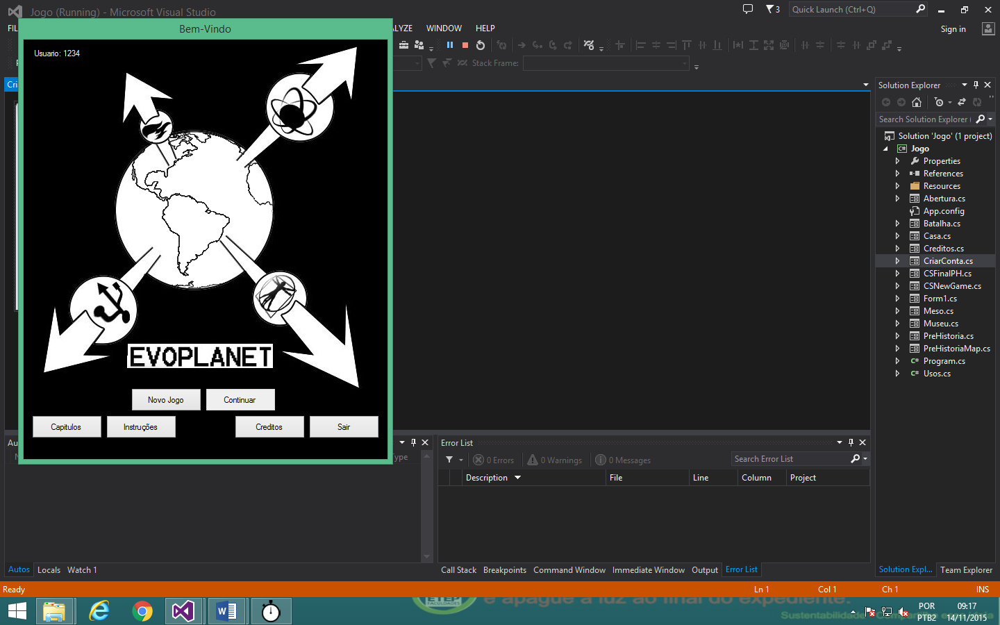 Jogo (Running) - Microsoft Visual Studio
3
Quick Launch (Ctrl+Q)
Bem-Vindo
WINDOW
HELP
Sign in
Usuario: 1234
Stack Frame:
EVOPLANET
Novo Jogo
Continuar
Capitulos
Instruções
Creditos
Sair
Solution Explorer
Search Solution Explorer (
Solution 'Jogo' (1 project)
C# Jogo
Properties
References
Resources
Abertura.cs
App.config
Batalha.cs
Casa.cs
Creditos.cs
CriarConta.cs
CSFinalPH.cs
CSNewGame.cs
Form1.cs
Meso.cs
Museu.cs
PreHistoria.cs
PreHistoriaMap.cs
C# Program.cs
C# Usos.cs
Error List
0 Errors
0 Warnings
0 Messages
Search Error List
Description
File
Line
Column
Project
Autos
Locals
Watch 1
Call Stack
Breakpoints
Command Window
Immediate Window
Output
Error List
Solution Expl...
Team Explorer
Ready
Ln 1
Col 1
Ch 1
INS
e apague a luz ao final do expediente.
POR
PTB2
09:17
14/11/2015